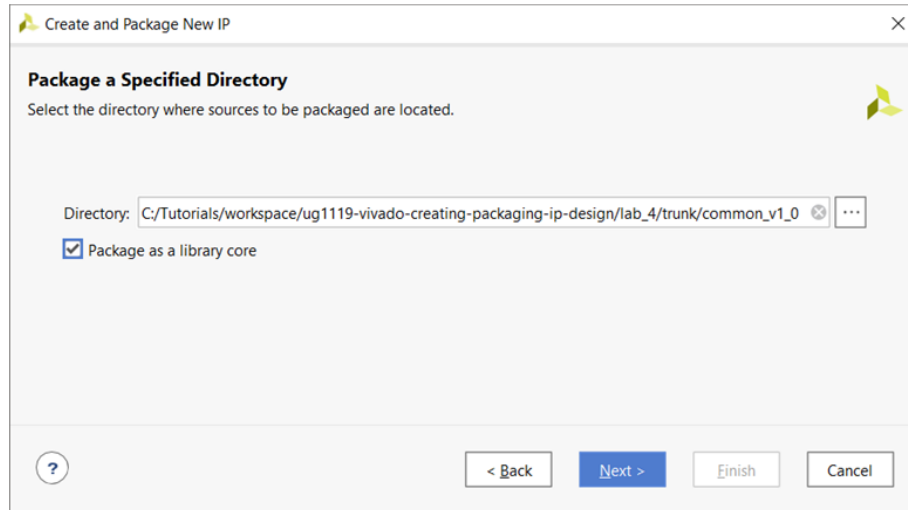 Create and Package New IP
Package a Specified Directory
Select the directory where sources to be packaged are located.
Directory: C:/Tutorials/workspace/ug1119-vivado-creating-packaging-ip-design/lab_4/trunk/common_v1_0 ...
Package as a library core
? < Back Next > Finish Cancel